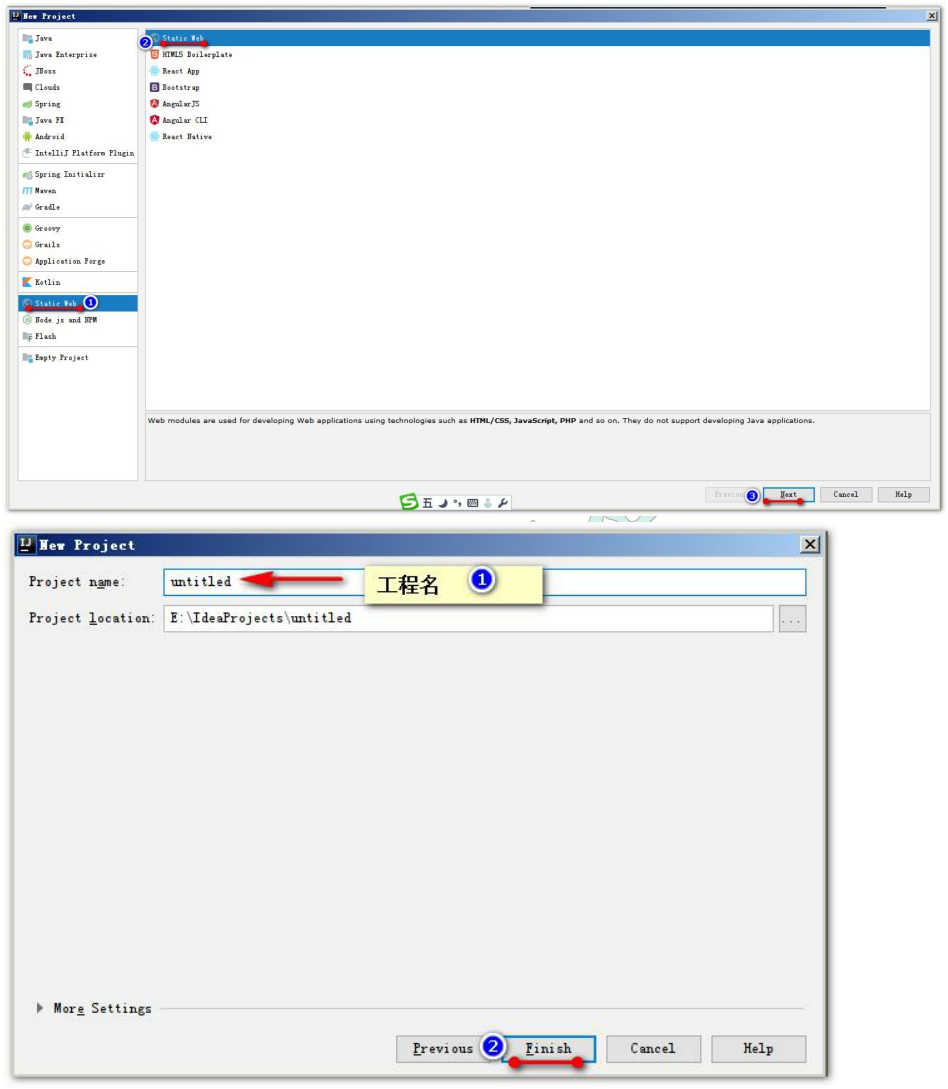 New Project
Java
Java Enterprise
JBoss
Clouds
Spring
Java FX
Android
IntelliJ Platform Plugin
Spring Initializr
Maven
Gradle
Groovy
Grails
Application Forge
Kotlin
Static Web 1
Node.js and NPM
Flash
Empty Project
2 Static Web
HTML5 Boilerplate
React App
Bootstrap
AngularJS
Angular CLI
React Native
Web modules are used for developing Web applications using technologies such as HTML/CSS, JavaScript, PHP and so on. They do not support developing Java applications.
五
Previous 3 Next Cancel Help
New Project
Project name: untitled 工程名 1
Project location: E:\IdeaProjects\untitled ...
More Settings
Previous 2 Finish Cancel Help